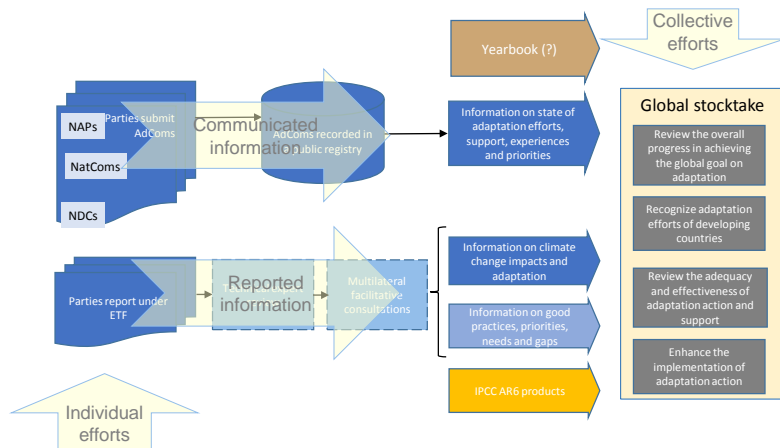 Collective
efforts
Yearbook (?)
Global stocktake
NAPs
Parties submit
AdComs
NatComs
NDCs
Communicated
information
AdComs recorded in
public registry
Information on state of
adaptation efforts,
support, experiences
and priorities
Review the overall
progress in achieving
the global goal on
adaptation
Recognize adaptation
efforts of developing
countries
Review the adequacy
and effectiveness of
adaptation action and
support
Enhance the
implementation of
adaptation action
Parties report under
ETF
Reported
information
Multilateral
facilitative
consultations
Information on climate
change impacts and
adaptation
Information on good
practices, priorities,
needs and gaps
IPCC AR6 products
Individual
efforts